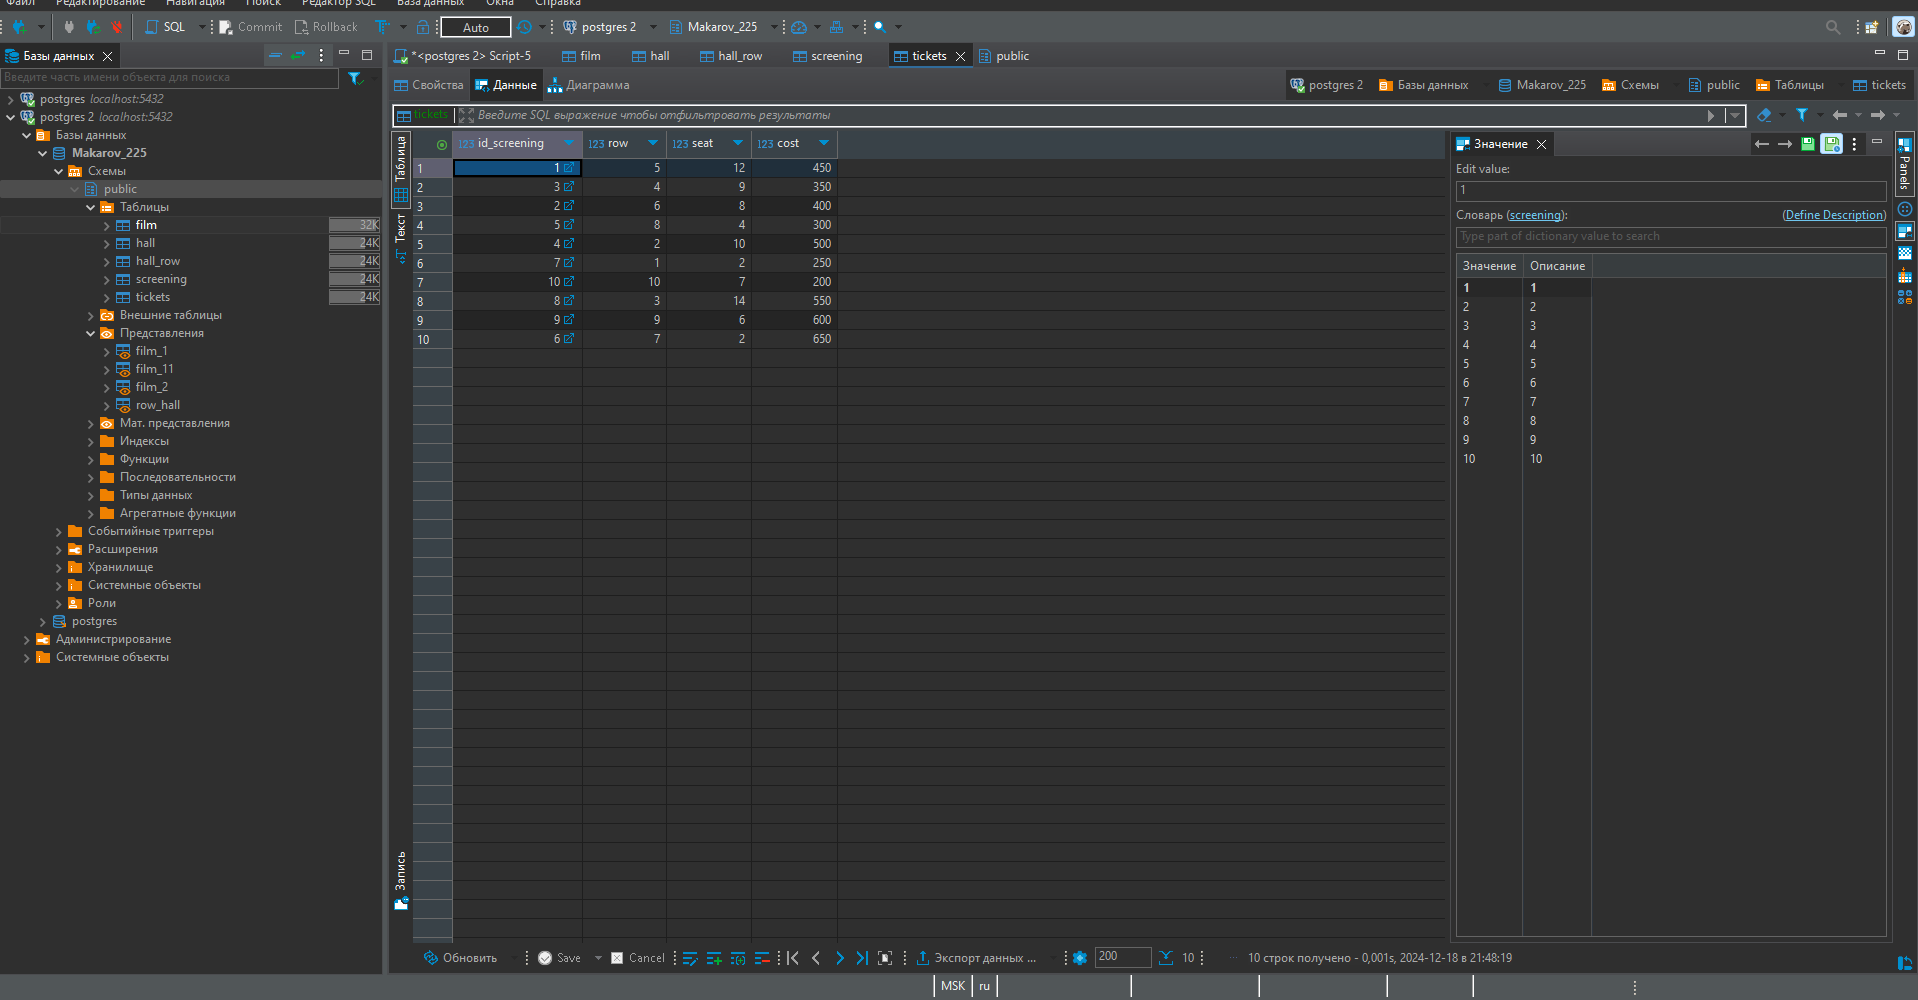 Файл Редактирование Навигация Поиск Редактор SQL База данных Окна Справка
SQL Commit Rollback Auto postgres 2 Makarov_225
Базы данных
Введите часть имени объекта для поиска
postgres localhost:5432
postgres 2 localhost:5432
Базы данных
Makarov_225
Схемы
public
Таблицы
film 32K
hall 24K
hall_row 24K
screening 24K
tickets 24K
Внешние таблицы
Представления
film_1
film_11
film_2
row_hall
Мат. представления
Индексы
Функции
Последовательности
Типы данных
Агрегатные функции
Событийные триггеры
Расширения
Хранилище
Системные объекты
Роли
postgres
Администрирование
Системные объекты
*<postgres 2> Script-5 film hall hall_row screening tickets public
Свойства Данные Диаграмма
postgres 2 Базы данных Makarov_225 Схемы public Таблицы tickets
tickets Введите SQL выражение чтобы отфильтровать результаты
Таблица
Текст
Запись
123 id_screening 123 row 123 seat 123 cost
1 1 5 12 450
2 3 4 9 350
3 2 6 8 400
4 5 8 4 300
5 4 2 10 500
6 7 1 2 250
7 10 10 7 200
8 8 3 14 550
9 9 9 6 600
10 6 7 2 650
Значение
Edit value:
1
Словарь (screening): (Define Description)
Type part of dictionary value to search
Значение Описание
1 1
2 2
3 3
4 4
5 5
6 6
7 7
8 8
9 9
10 10
Panels
Обновить Save Cancel Экспорт данных ... 200 10 10 строк получено - 0,001s, 2024-12-18 в 21:48:19
MSK ru